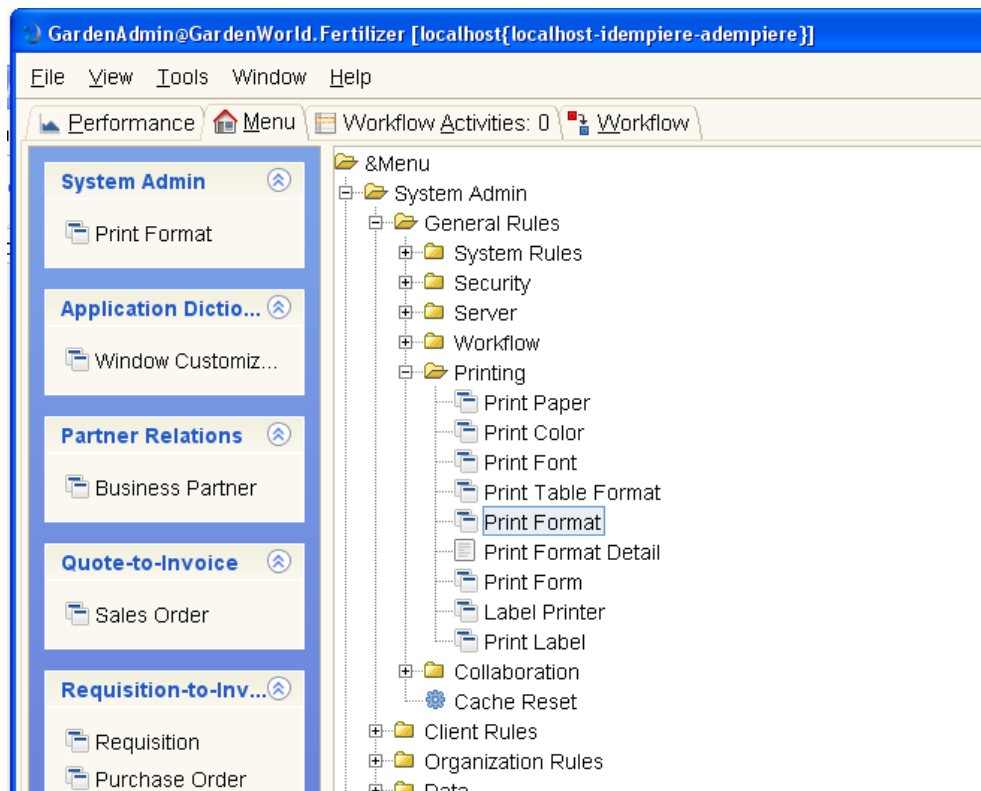 GardenAdmin@GardenWorld.Fertilizer [localhost{localhost-idempiere-adempiere}]
File View Tools Window Help
Performance Menu Workflow Activities: 0 Workflow
System Admin
Print Format
Application Dictio...
Window Customiz...
Partner Relations
Business Partner
Quote-to-Invoice
Sales Order
Requisition-to-Inv...
Requisition
Purchase Order
&Menu
System Admin
General Rules
System Rules
Security
Server
Workflow
Printing
Print Paper
Print Color
Print Font
Print Table Format
Print Format
Print Format Detail
Print Form
Label Printer
Print Label
Collaboration
Cache Reset
Client Rules
Organization Rules
Data